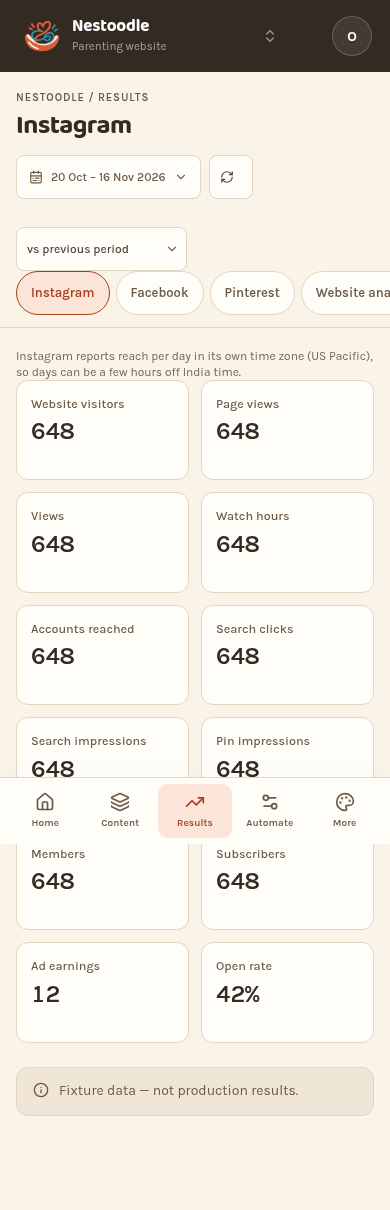 Nestoodle
Parenting website
O
NESTOODLE / RESULTS
Instagram
20 Oct – 16 Nov 2026
vs previous period
Instagram
Facebook
Pinterest
Website ana
Instagram reports reach per day in its own time zone (US Pacific),
so days can be a few hours off India time.
Website visitors
648
Page views
648
Views
648
Watch hours
648
Accounts reached
648
Search clicks
648
Search impressions
648
Pin impressions
648
Home
Content
Results
Automate
More
Members
648
Subscribers
648
Ad earnings
12
Open rate
42%
Fixture data — not production results.